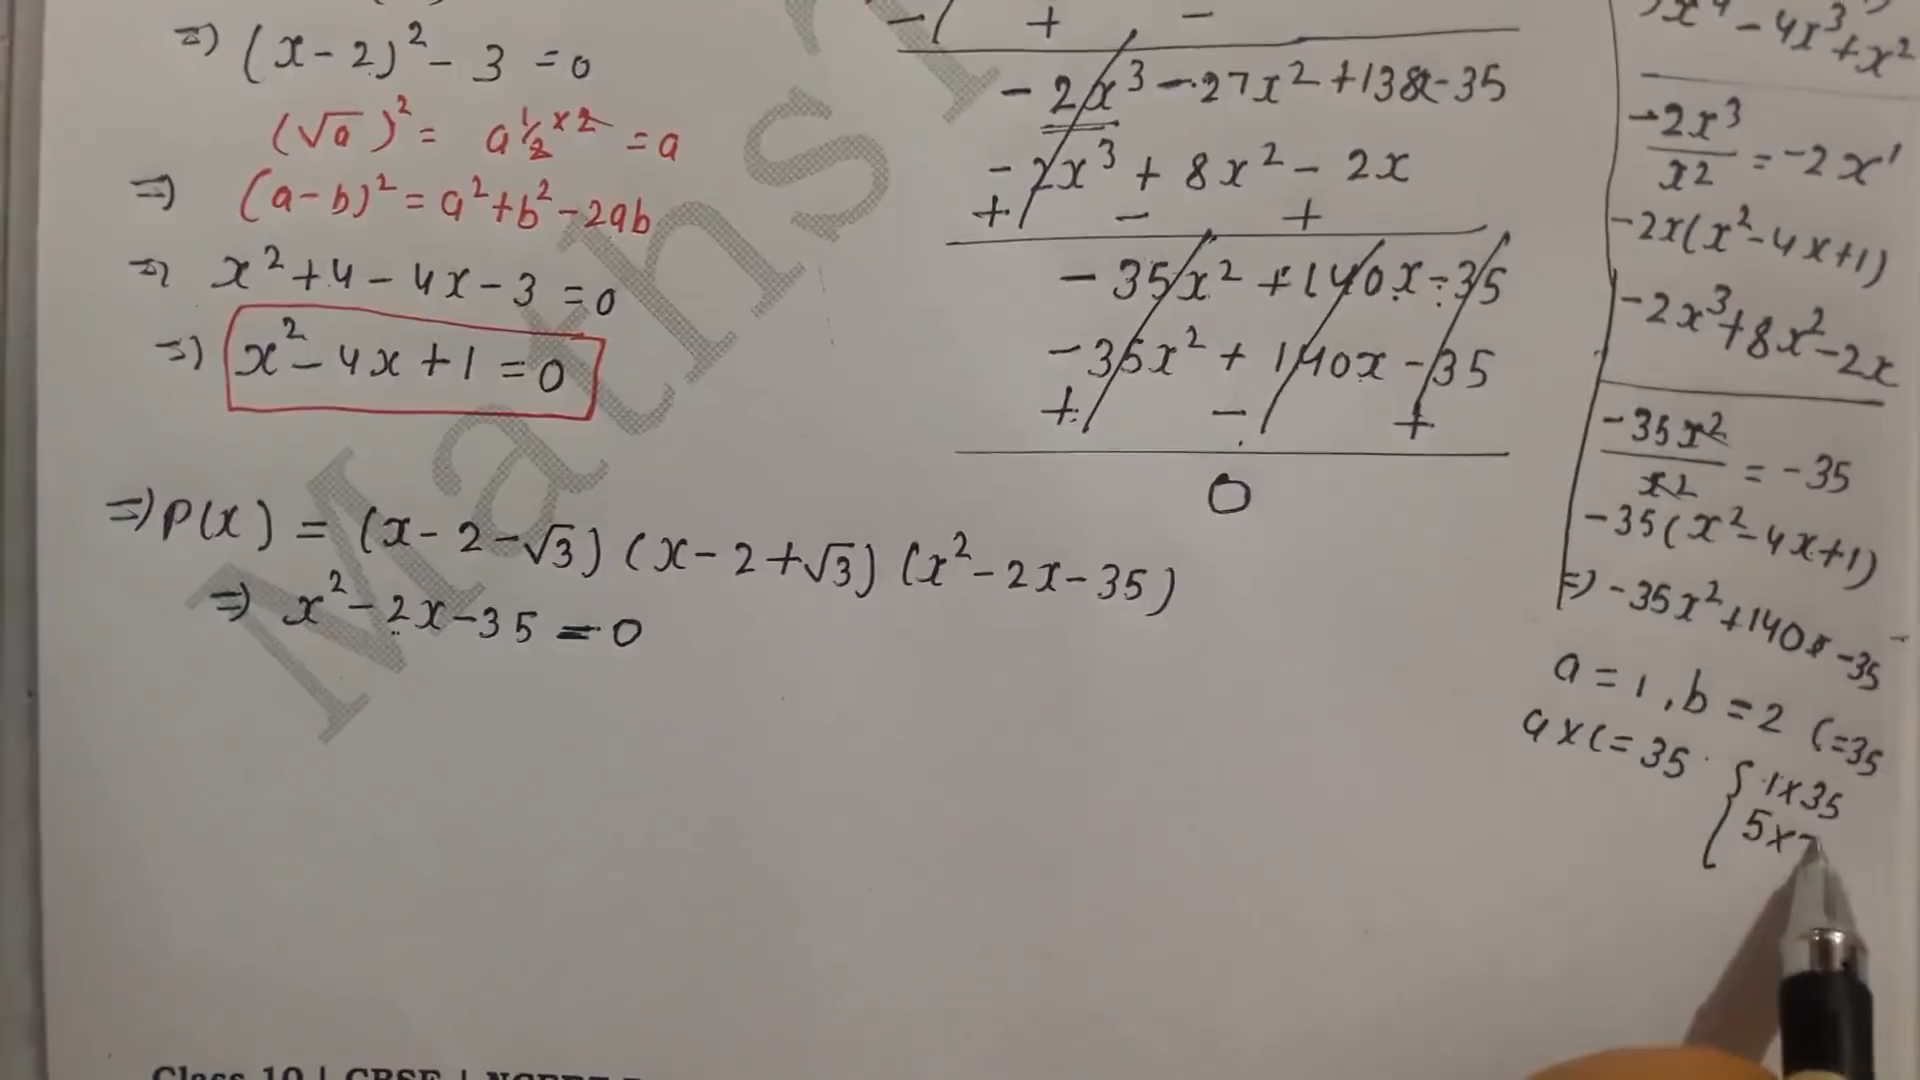 ⇒) (x-2)² - 3 = 0
(√a)² = a^½×2 = a
⇒) (a-b)² = a²+b²-2ab
⇒ x²+4-4x-3 = 0
⇒) x²-4x+1 = 0
⇒) P(x) = (x-2-√3) (x-2+√3) (x²-2x-35)
⇒) x²-2x-35 = 0
- + -
-2x³-27x²+138x-35
-2x³+8x²-2x
+ - +
-35x²+140x-35
-35x²+140x-35
+ - +
0
x⁴-4x³+x²
-2x³/x² = -2x¹
-2x(x²-4x+1)
-2x³+8x²-2x
-35x²/x² = -35
-35(x²-4x+1)
⇒) -35x²+140x-35
a=1, b=2 C=35
a×C=35 { 1×35
5×7
Maths
Class 10 | CBSE |